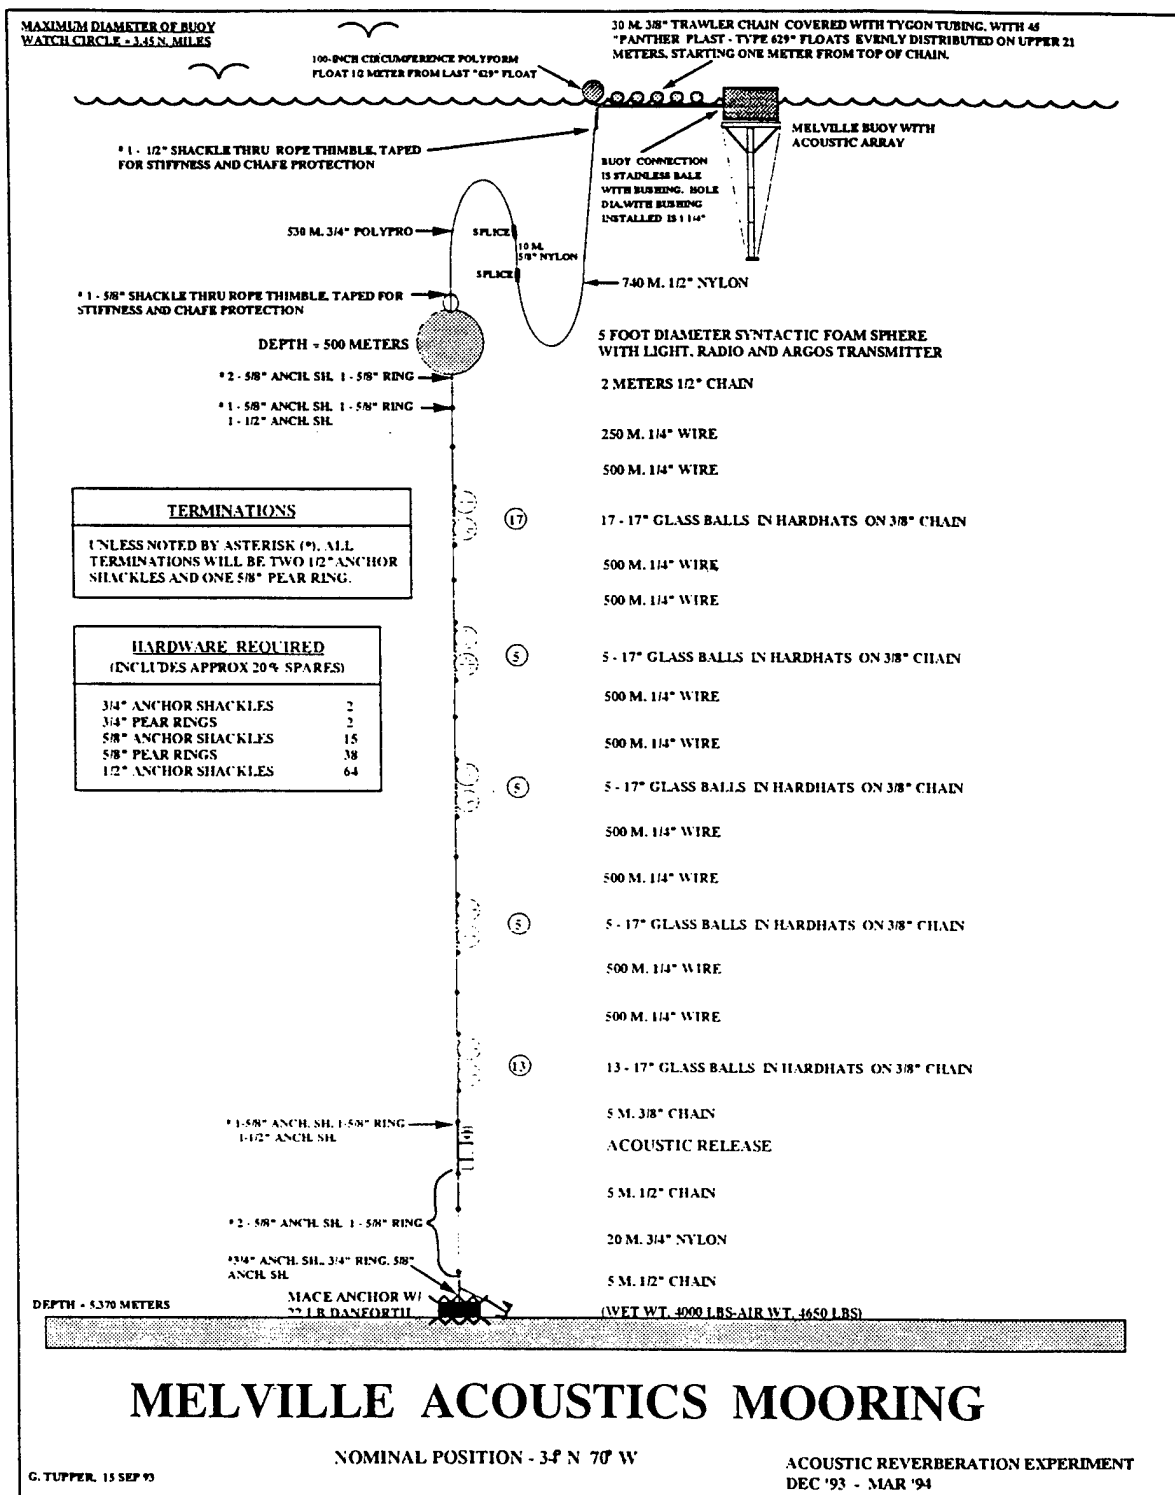 MAXIMUM DIAMETER OF BUOY
WATCH CIRCLE = 3.45 N. MILES
30 M. 3/8" TRAWLER CHAIN COVERED WITH TYGON TUBING, WITH 45
"PANTHER PLAST - TYPE 629" FLOATS EVENLY DISTRIBUTED ON UPPER 21
METERS, STARTING ONE METER FROM TOP OF CHAIN.
100-INCH CIRCUMFERENCE POLYFORM
FLOAT 1/2 METER FROM LAST "629" FLOAT
MELVILLE BUOY WITH
ACOUSTIC ARRAY
* 1 - 1/2" SHACKLE THRU ROPE THIMBLE, TAPED
FOR STIFFNESS AND CHAFE PROTECTION
BUOY CONNECTION
IS STAINLESS BALE
WITH BUSHING. HOLE
DIA. WITH BUSHING
INSTALLED IS 1 1/4"
530 M. 3/4" POLYPRO
SPLICE
10 M.
5/8" NYLON
SPLICE
740 M. 1/2" NYLON
* 1 - 5/8" SHACKLE THRU ROPE THIMBLE, TAPED FOR
STIFFNESS AND CHAFE PROTECTION
DEPTH = 500 METERS
5 FOOT DIAMETER SYNTACTIC FOAM SPHERE
WITH LIGHT, RADIO AND ARGOS TRANSMITTER
* 2 - 5/8" ANCH. SH. 1 - 5/8" RING
2 METERS 1/2" CHAIN
* 1 - 5/8" ANCH. SH. 1 - 5/8" RING
1 - 1/2" ANCH. SH.
250 M. 1/4" WIRE
500 M. 1/4" WIRE
TERMINATIONS
UNLESS NOTED BY ASTERISK (*), ALL
TERMINATIONS WILL BE TWO 1/2" ANCHOR
SHACKLES AND ONE 5/8" PEAR RING.
17
17 - 17" GLASS BALLS IN HARDHATS ON 3/8" CHAIN
500 M. 1/4" WIRE
500 M. 1/4" WIRE
HARDWARE REQUIRED
(INCLUDES APPROX 20% SPARES)
3/4" ANCHOR SHACKLES 2
3/4" PEAR RINGS 2
5/8" ANCHOR SHACKLES 15
5/8" PEAR RINGS 38
1/2" ANCHOR SHACKLES 64
5
5 - 17" GLASS BALLS IN HARDHATS ON 3/8" CHAIN
500 M. 1/4" WIRE
500 M. 1/4" WIRE
5
5 - 17" GLASS BALLS IN HARDHATS ON 3/8" CHAIN
500 M. 1/4" WIRE
500 M. 1/4" WIRE
5
5 - 17" GLASS BALLS IN HARDHATS ON 3/8" CHAIN
500 M. 1/4" WIRE
500 M. 1/4" WIRE
13
13 - 17" GLASS BALLS IN HARDHATS ON 3/8" CHAIN
5 M. 3/8" CHAIN
* 1-5/8" ANCH. SH. 1-5/8" RING
1-1/2" ANCH. SH.
ACOUSTIC RELEASE
5 M. 1/2" CHAIN
* 2 - 5/8" ANCH. SH. 1 - 5/8" RING
20 M. 3/4" NYLON
*3/4" ANCH. SH., 3/4" RING, 5/8"
ANCH. SH.
5 M. 1/2" CHAIN
MACE ANCHOR W/
22 LB DANFORTH
DEPTH = 5,370 METERS
(WET WT. 4000 LBS-AIR WT. 4650 LBS)
MELVILLE ACOUSTICS MOORING
NOMINAL POSITION - 34° N 70° W
G. TUPPER, 15 SEP 93
ACOUSTIC REVERBERATION EXPERIMENT
DEC '93 - MAR '94